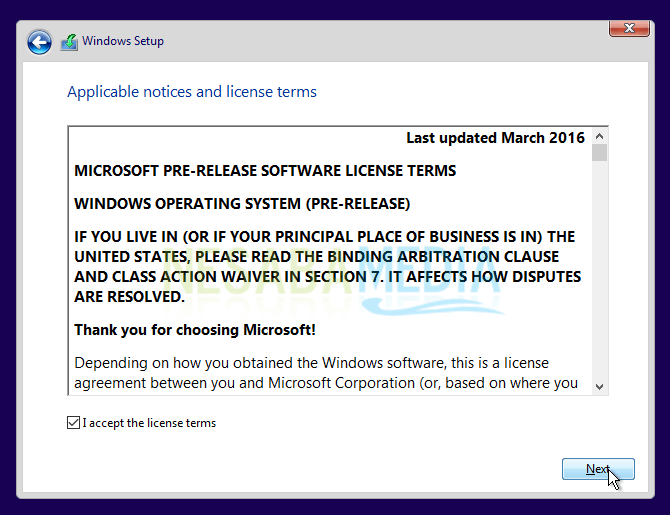 Windows Setup
Applicable notices and license terms
Last updated March 2016
MICROSOFT PRE-RELEASE SOFTWARE LICENSE TERMS
WINDOWS OPERATING SYSTEM (PRE-RELEASE)
IF YOU LIVE IN (OR IF YOUR PRINCIPAL PLACE OF BUSINESS IS IN) THE
UNITED STATES, PLEASE READ THE BINDING ARBITRATION CLAUSE
AND CLASS ACTION WAIVER IN SECTION 7. IT AFFECTS HOW DISPUTES
ARE RESOLVED.
NESABAMEDIA
Thank you for choosing Microsoft!
Depending on how you obtained the Windows software, this is a license
agreement between you and Microsoft Corporation (or, based on where you
I accept the license terms
Next